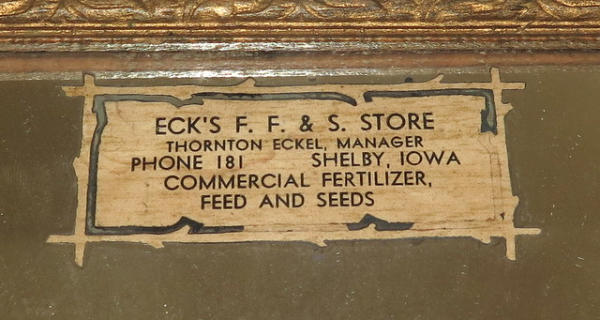 ECK'S F. F. & S. STORE
THORNTON ECKEL, MANAGER
PHONE 181 SHELBY, IOWA
COMMERCIAL FERTILIZER,
FEED AND SEEDS